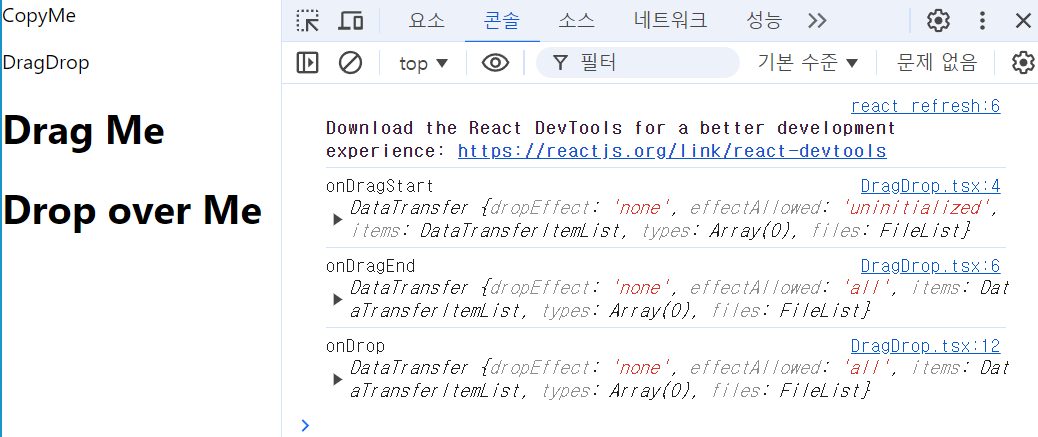 CopyMe
DragDrop
Drag Me
Drop over Me
요소 콘솔 소스 네트워크 성능
top 필터 기본 수준 문제 없음
react refresh:6
Download the React DevTools for a better development
experience: https://reactjs.org/link/react-devtools
onDragStart DragDrop.tsx:4
DataTransfer {dropEffect: 'none', effectAllowed: 'uninitialized',
items: DataTransferItemList, types: Array(0), files: FileList}
onDragEnd DragDrop.tsx:6
DataTransfer {dropEffect: 'none', effectAllowed: 'all', items: Dat
aTransferItemList, types: Array(0), files: FileList}
onDrop DragDrop.tsx:12
DataTransfer {dropEffect: 'none', effectAllowed: 'all', items: Dat
aTransferItemList, types: Array(0), files: FileList}